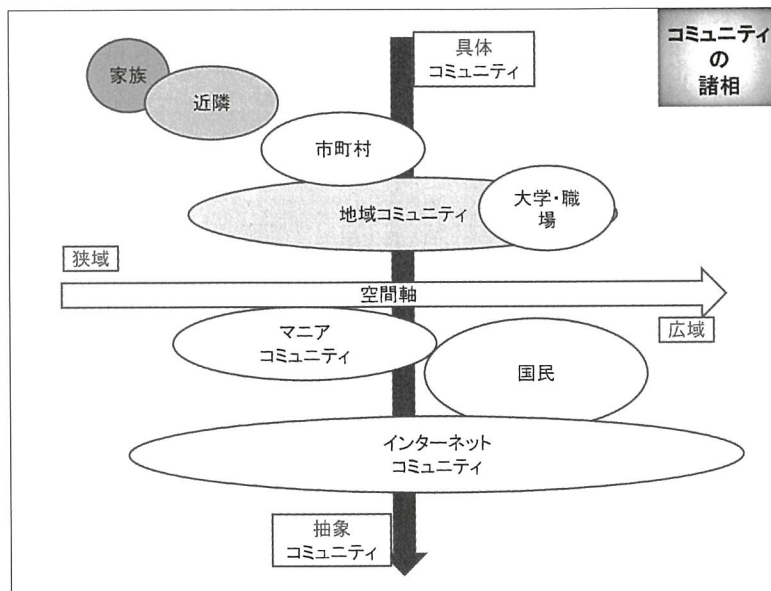 コミュニティ
の
諸相
具体
コミュニティ
家族
近隣
市町村
地域コミュニティ
大学・職
場
狭域
空間軸
広域
マニア
コミュニティ
国民
インターネット
コミュニティ
抽象
コミュニティ